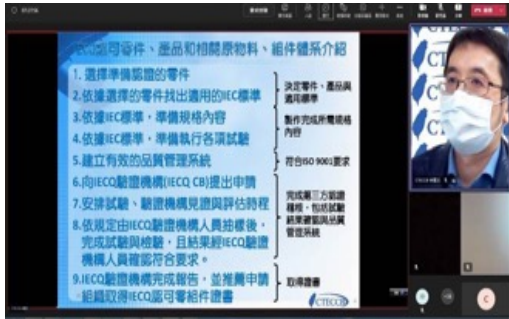 IECQ認可零件、產品和相關原物料、組件體系介紹
1. 選擇準備認證的零件
2.依據選擇的零件找出適用的IEC標準
決定零件、產品與
適用標準
3.依據IEC標準，準備規格內容
4.依據IEC標準，準備執行各項試驗
製作完成所需規格
內容
5.建立有效的品質管理系統
符合ISO 9001要求
6.向IECQ驗證機構(IECQ CB)提出申請
7.安排試驗、驗證機構見證與評估時程
8.依規定由IECQ驗證機構人員抽樣後，
完成試驗與檢驗，且結果經IECQ驗證
機構人員確認符合要求。
完成第三方認證
稽核，包括試驗
結果確認與品質
管理系統
9.IECQ驗證機構完成報告，並推薦申請
組織取得IECQ認可零組件證書
取得證書
CTECCB
CTE
C